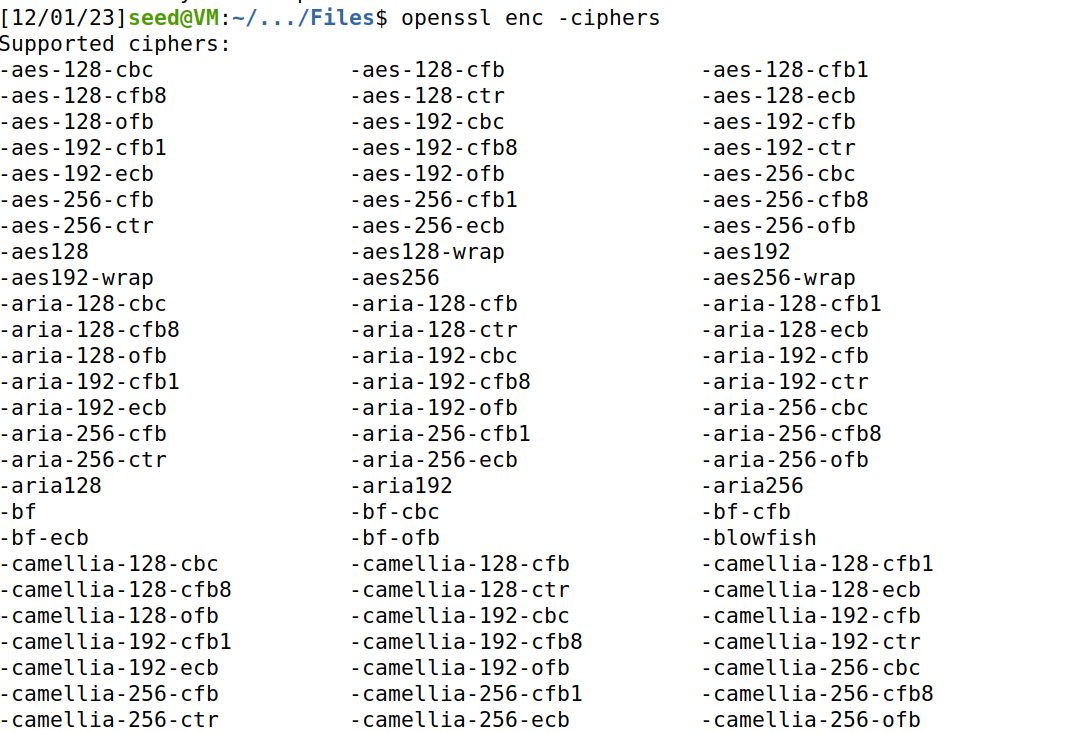 [12/01/23]seed@VM:~/.../Files$ openssl enc -ciphers
Supported ciphers:
-aes-128-cbc -aes-128-cfb -aes-128-cfb1
-aes-128-cfb8 -aes-128-ctr -aes-128-ecb
-aes-128-ofb -aes-192-cbc -aes-192-cfb
-aes-192-cfb1 -aes-192-cfb8 -aes-192-ctr
-aes-192-ecb -aes-192-ofb -aes-256-cbc
-aes-256-cfb -aes-256-cfb1 -aes-256-cfb8
-aes-256-ctr -aes-256-ecb -aes-256-ofb
-aes128 -aes128-wrap -aes192
-aes192-wrap -aes256 -aes256-wrap
-aria-128-cbc -aria-128-cfb -aria-128-cfb1
-aria-128-cfb8 -aria-128-ctr -aria-128-ecb
-aria-128-ofb -aria-192-cbc -aria-192-cfb
-aria-192-cfb1 -aria-192-cfb8 -aria-192-ctr
-aria-192-ecb -aria-192-ofb -aria-256-cbc
-aria-256-cfb -aria-256-cfb1 -aria-256-cfb8
-aria-256-ctr -aria-256-ecb -aria-256-ofb
-aria128 -aria192 -aria256
-bf -bf-cbc -bf-cfb
-bf-ecb -bf-ofb -blowfish
-camellia-128-cbc -camellia-128-cfb -camellia-128-cfb1
-camellia-128-cfb8 -camellia-128-ctr -camellia-128-ecb
-camellia-128-ofb -camellia-192-cbc -camellia-192-cfb
-camellia-192-cfb1 -camellia-192-cfb8 -camellia-192-ctr
-camellia-192-ecb -camellia-192-ofb -camellia-256-cbc
-camellia-256-cfb -camellia-256-cfb1 -camellia-256-cfb8
-camellia-256-ctr -camellia-256-ecb -camellia-256-ofb